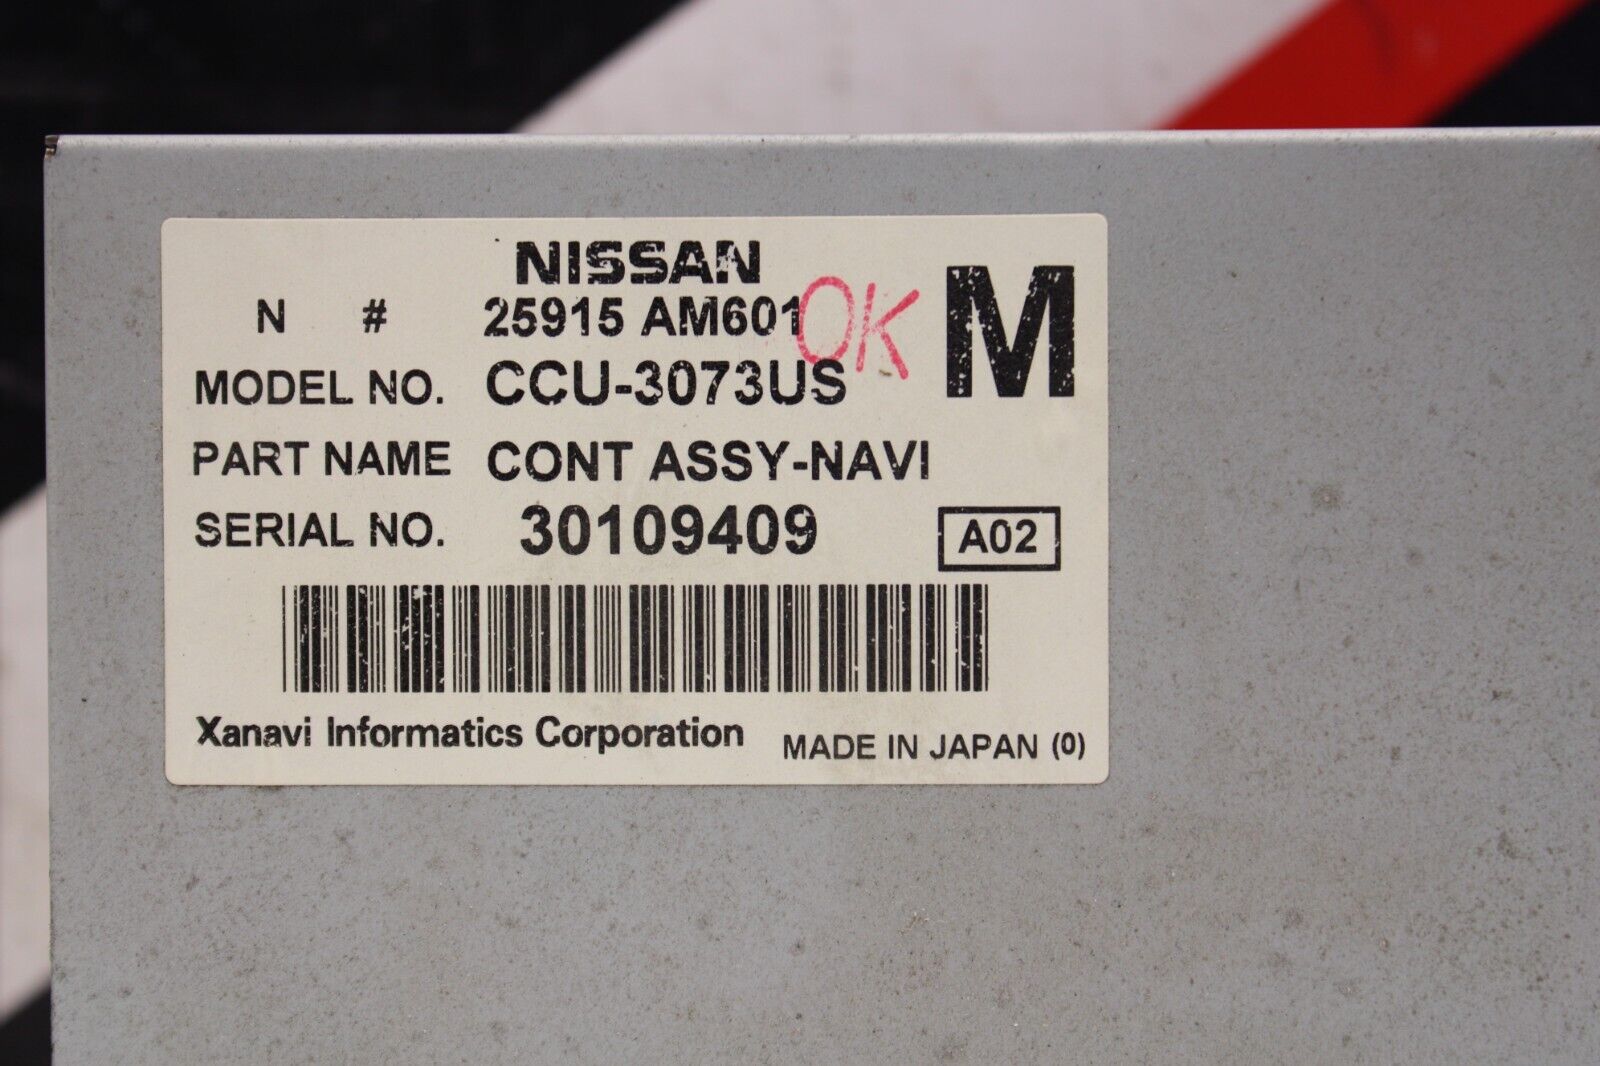 NISSAN
N # 25915 AM601 OK M
MODEL NO. CCU-3073US
PART NAME CONT ASSY-NAVI
SERIAL NO. 30109409 A02
Xanavi Informatics Corporation MADE IN JAPAN (0)